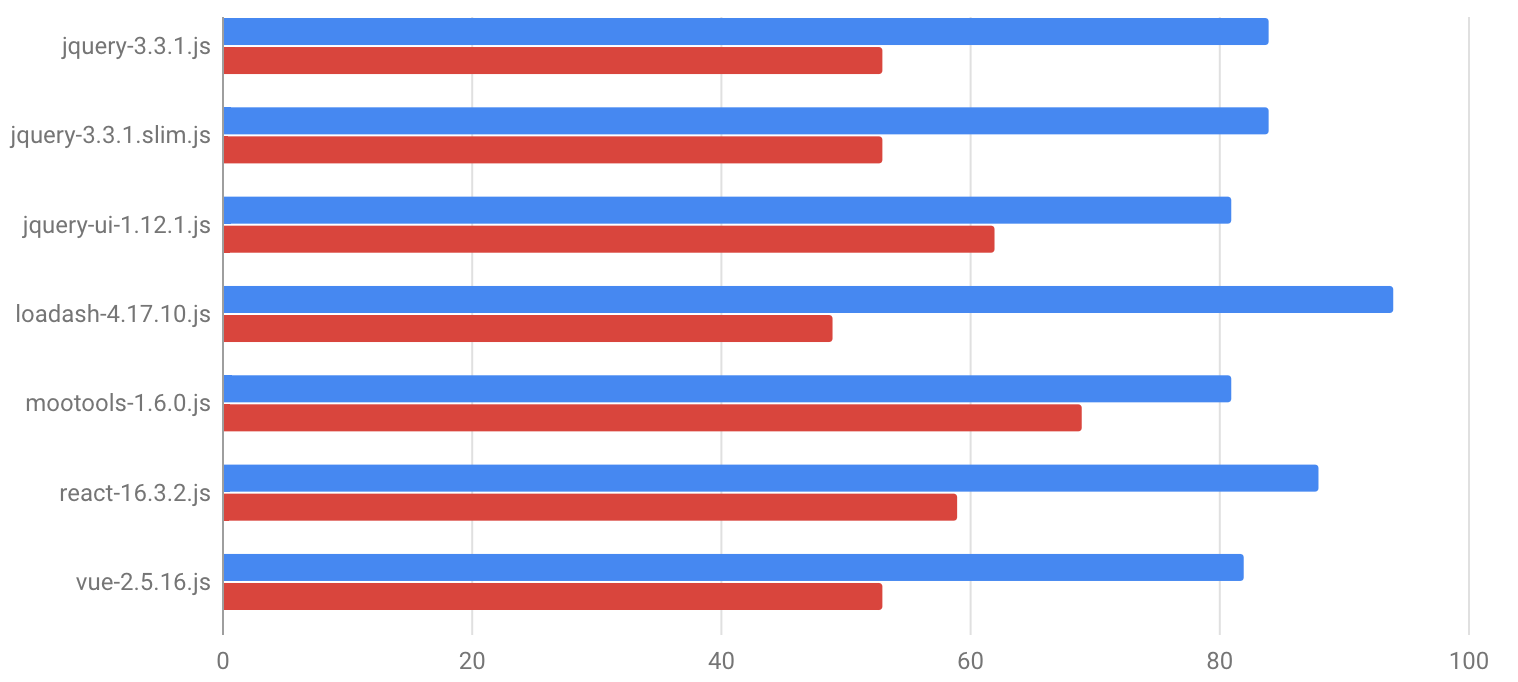 jquery-3.3.1.js
jquery-3.3.1.slim.js
jquery-ui-1.12.1.js
loadash-4.17.10.js
mootools-1.6.0.js
react-16.3.2.js
vue-2.5.16.js
0 20 40 60 80 100